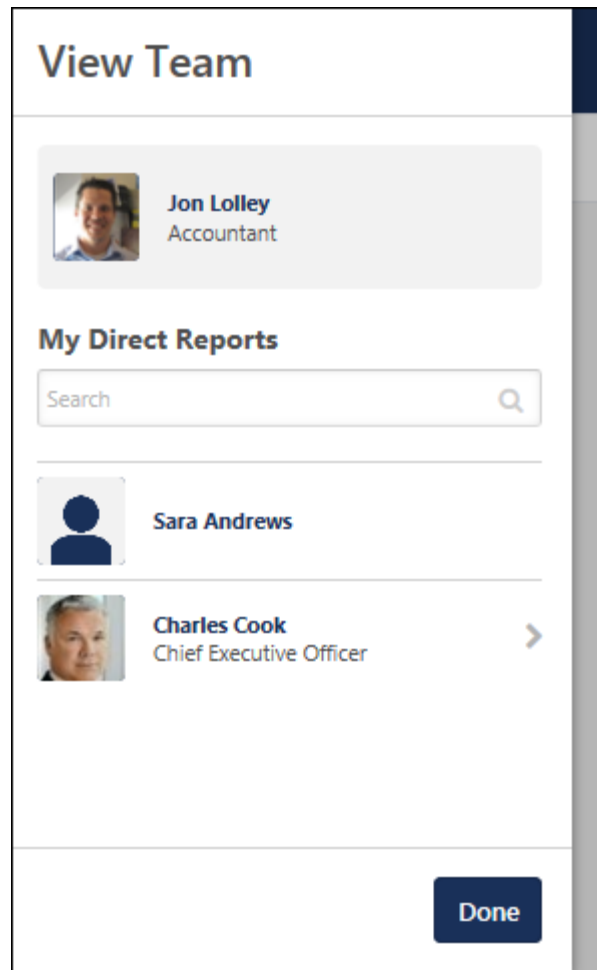 View Team
Jon Lolley
Accountant
My Direct Reports
Search
Sara Andrews
Charles Cook
Chief Executive Officer
Done